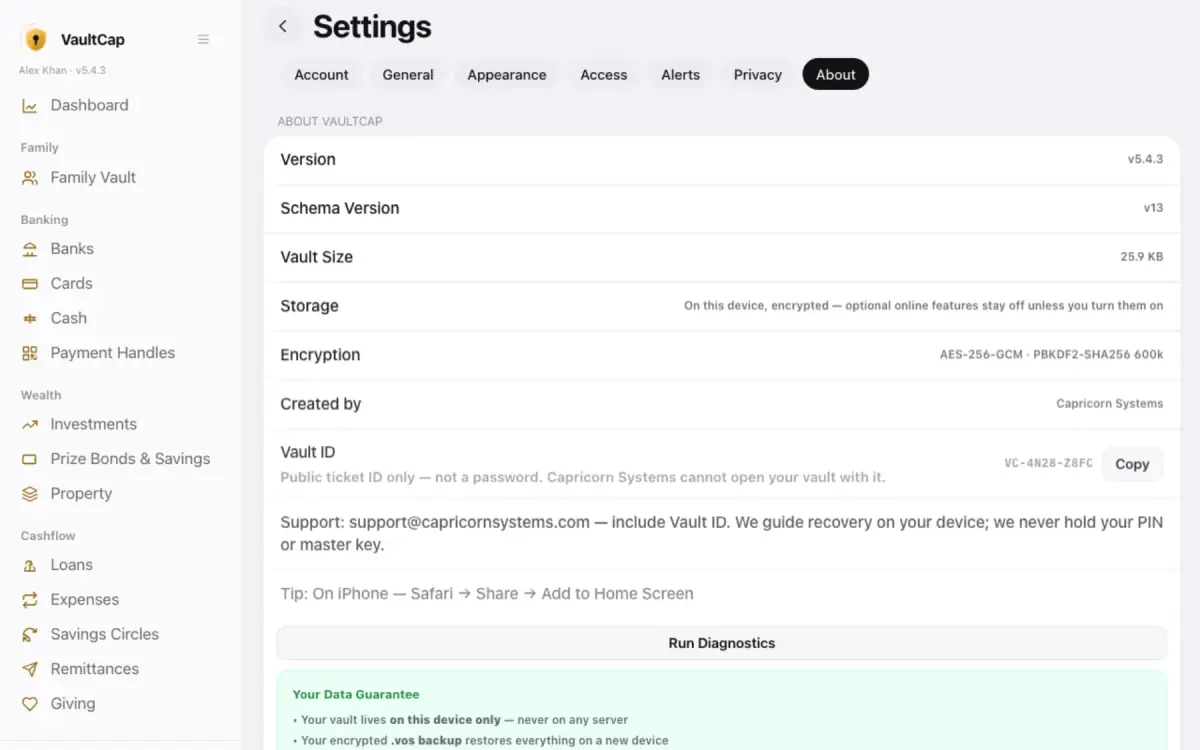 VaultCap
Alex Khan · v5.4.3
Dashboard
Family
Family Vault
Banking
Banks
Cards
Cash
Payment Handles
Wealth
Investments
Prize Bonds & Savings
Property
Cashflow
Loans
Expenses
Savings Circles
Remittances
Giving
Settings
Account General Appearance Access Alerts Privacy About
ABOUT VAULTCAP
Version v5.4.3
Schema Version v13
Vault Size 25.9 KB
Storage On this device, encrypted — optional online features stay off unless you turn them on
Encryption AES-256-GCM · PBKDF2-SHA256 600k
Created by Capricorn Systems
Vault ID
Public ticket ID only — not a password. Capricorn Systems cannot open your vault with it.
VC-4N28-Z8FC Copy
Support: support@capricornsystems.com — include Vault ID. We guide recovery on your device; we never hold your PIN
or master key.
Tip: On iPhone — Safari → Share → Add to Home Screen
Run Diagnostics
Your Data Guarantee
• Your vault lives on this device only — never on any server
• Your encrypted .vos backup restores everything on a new device